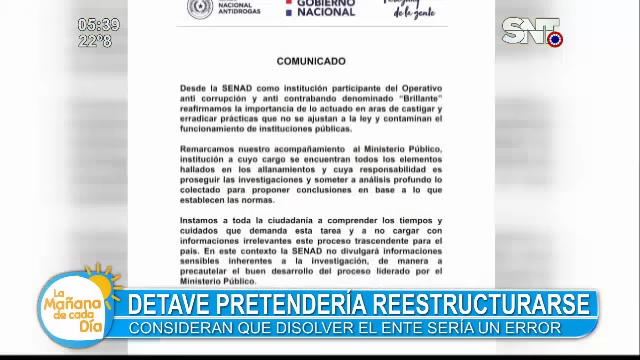 05:39
22°8
NACIONAL
ANTIDROGAS
GOBIERNO
NACIONAL
de la gente
SNT
COMUNICADO
Desde la SENAD como institución participante del Operativo
anti corrupción y anti contrabando denominado “Brillante”
reafirmamos la importancia de lo actuado en aras de castigar y
erradicar prácticas que no se ajustan a la ley y contaminan el
funcionamiento de instituciones públicas.
Remarcamos nuestro acompañamiento al Ministerio Público,
institución a cuyo cargo se encuentran todos los elementos
hallados en los allanamientos y cuya responsabilidad es
proseguir las investigaciones y someter a análisis profundo lo
colectado para proponer conclusiones en base a lo que
establecen las normas.
Instamos a toda la ciudadanía a comprender los tiempos y
cuidados que demanda esta tarea y a no cargar con
informaciones irrelevantes este proceso trascendente para el
país. En este contexto la SENAD no divulgará informaciones
sensibles inherentes a la investigación, de manera a
precautelar el buen desarrollo del proceso liderado por el
Ministerio Público.
La
Mañana
de cada
Día
DETAVE PRETENDERÍA REESTRUCTURARSE
CONSIDERAN QUE DISOLVER EL ENTE SERÍA UN ERROR